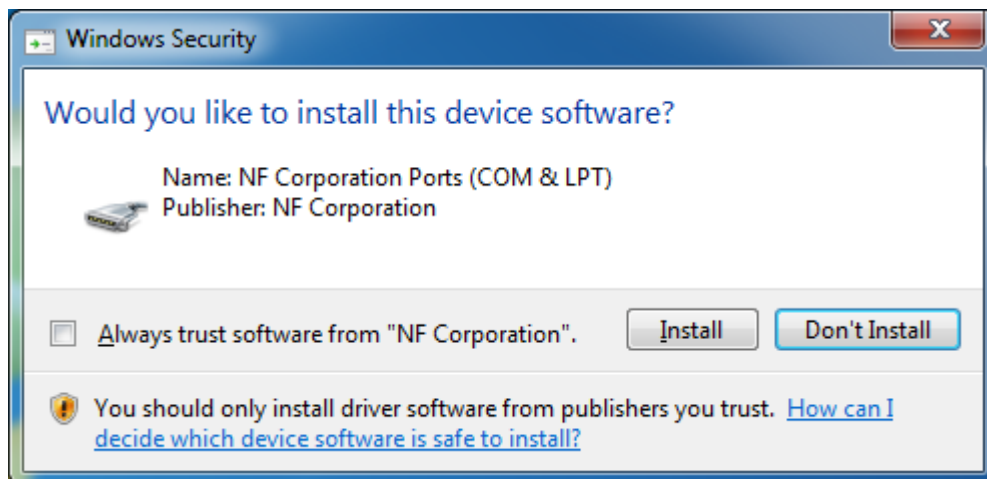 Windows Security
Would you like to install this device software?
Name: NF Corporation Ports (COM & LPT)
Publisher: NF Corporation
Always trust software from "NF Corporation".
Install
Don't Install
You should only install driver software from publishers you trust. How can I
decide which device software is safe to install?